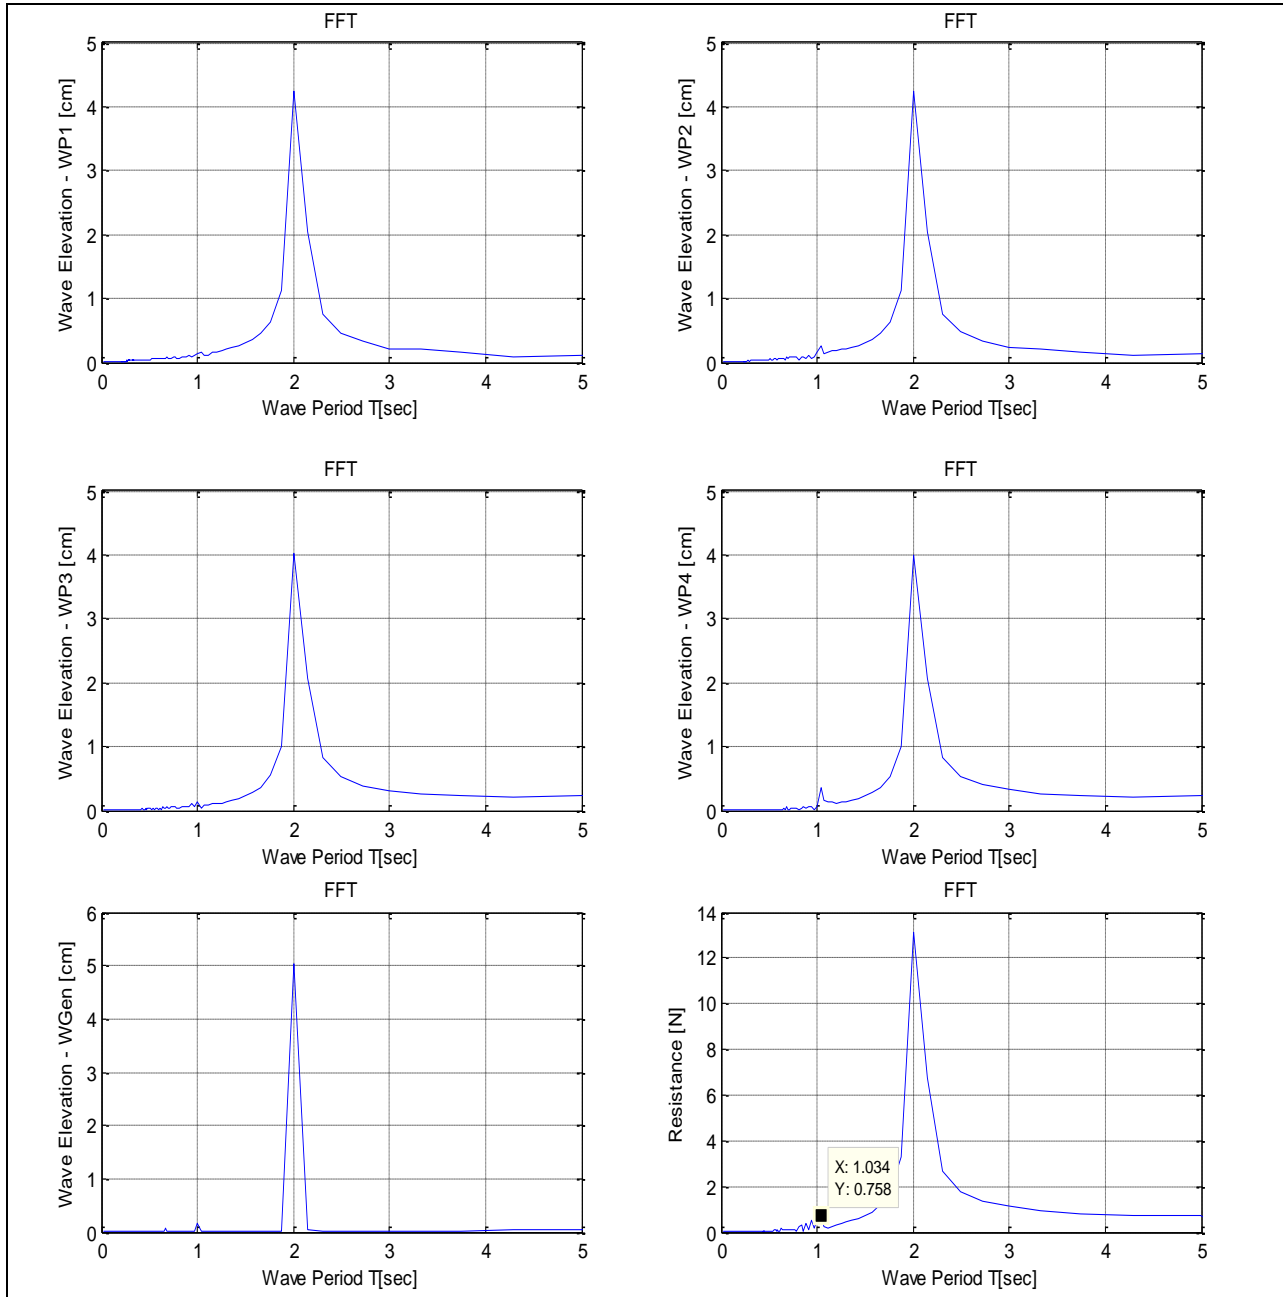 FFT
Wave Elevation - WP1 [cm]
5
4
3
2
1
0
0 1 2 3 4 5
Wave Period T[sec]
FFT
Wave Elevation - WP2 [cm]
5
4
3
2
1
0
0 1 2 3 4 5
Wave Period T[sec]
FFT
Wave Elevation - WP3 [cm]
5
4
3
2
1
0
0 1 2 3 4 5
Wave Period T[sec]
FFT
Wave Elevation - WP4 [cm]
5
4
3
2
1
0
0 1 2 3 4 5
Wave Period T[sec]
FFT
Wave Elevation - WGen [cm]
6
5
4
3
2
1
0
0 1 2 3 4 5
Wave Period T[sec]
FFT
Resistance [N]
14
12
10
8
6
4
2
0
X: 1.034
Y: 0.758
0 1 2 3 4 5
Wave Period T[sec]